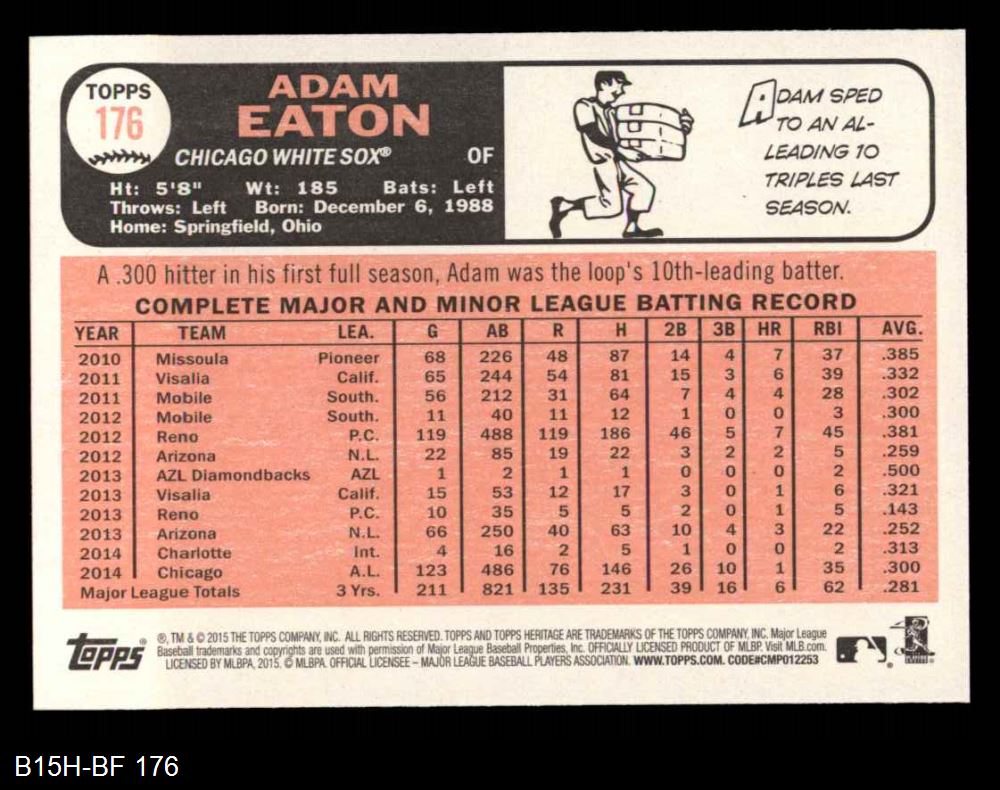 TOPPS
176
ADAM
EATON
CHICAGO WHITE SOX® OF
Ht: 5'8" Wt: 185 Bats: Left
Throws: Left Born: December 6, 1988
Home: Springfield, Ohio
ADAM SPED
TO AN AL-
LEADING 10
TRIPLES LAST
SEASON.
A .300 hitter in his first full season, Adam was the loop's 10th-leading batter.
COMPLETE MAJOR AND MINOR LEAGUE BATTING RECORD
YEAR TEAM LEA. G AB R H 2B 3B HR RBI AVG.
2010 Missoula Pioneer 68 226 48 87 14 4 7 37 .385
2011 Visalia Calif. 65 244 54 81 15 3 6 39 .332
2011 Mobile South. 56 212 31 64 7 4 4 28 .302
2012 Mobile South. 11 40 11 12 1 0 0 3 .300
2012 Reno P.C. 119 488 119 186 46 5 7 45 .381
2012 Arizona N.L. 22 85 19 22 3 2 2 5 .259
2013 AZL Diamondbacks AZL 1 2 1 1 0 0 0 2 .500
2013 Visalia Calif. 15 53 12 17 3 0 1 6 .321
2013 Reno P.C. 10 35 5 5 2 0 1 5 .143
2013 Arizona N.L. 66 250 40 63 10 4 3 22 .252
2014 Charlotte Int. 4 16 2 5 1 0 0 2 .313
2014 Chicago A.L. 123 486 76 146 26 10 1 35 .300
Major League Totals 3 Yrs. 211 821 135 231 39 16 6 62 .281
Topps®
®, TM & © 2015 THE TOPPS COMPANY, INC. ALL RIGHTS RESERVED. TOPPS AND TOPPS HERITAGE ARE TRADEMARKS OF THE TOPPS COMPANY, INC. Major League
Baseball trademarks and copyrights are used with permission of Major League Baseball Properties, Inc. OFFICIALLY LICENSED PRODUCT OF MLBP. Visit MLB.com.
LICENSED BY MLBPA, 2015. © MLBPA. OFFICIAL LICENSEE – MAJOR LEAGUE BASEBALL PLAYERS ASSOCIATION. WWW.TOPPS.COM. CODE#CMP012253
B15H-BF 176